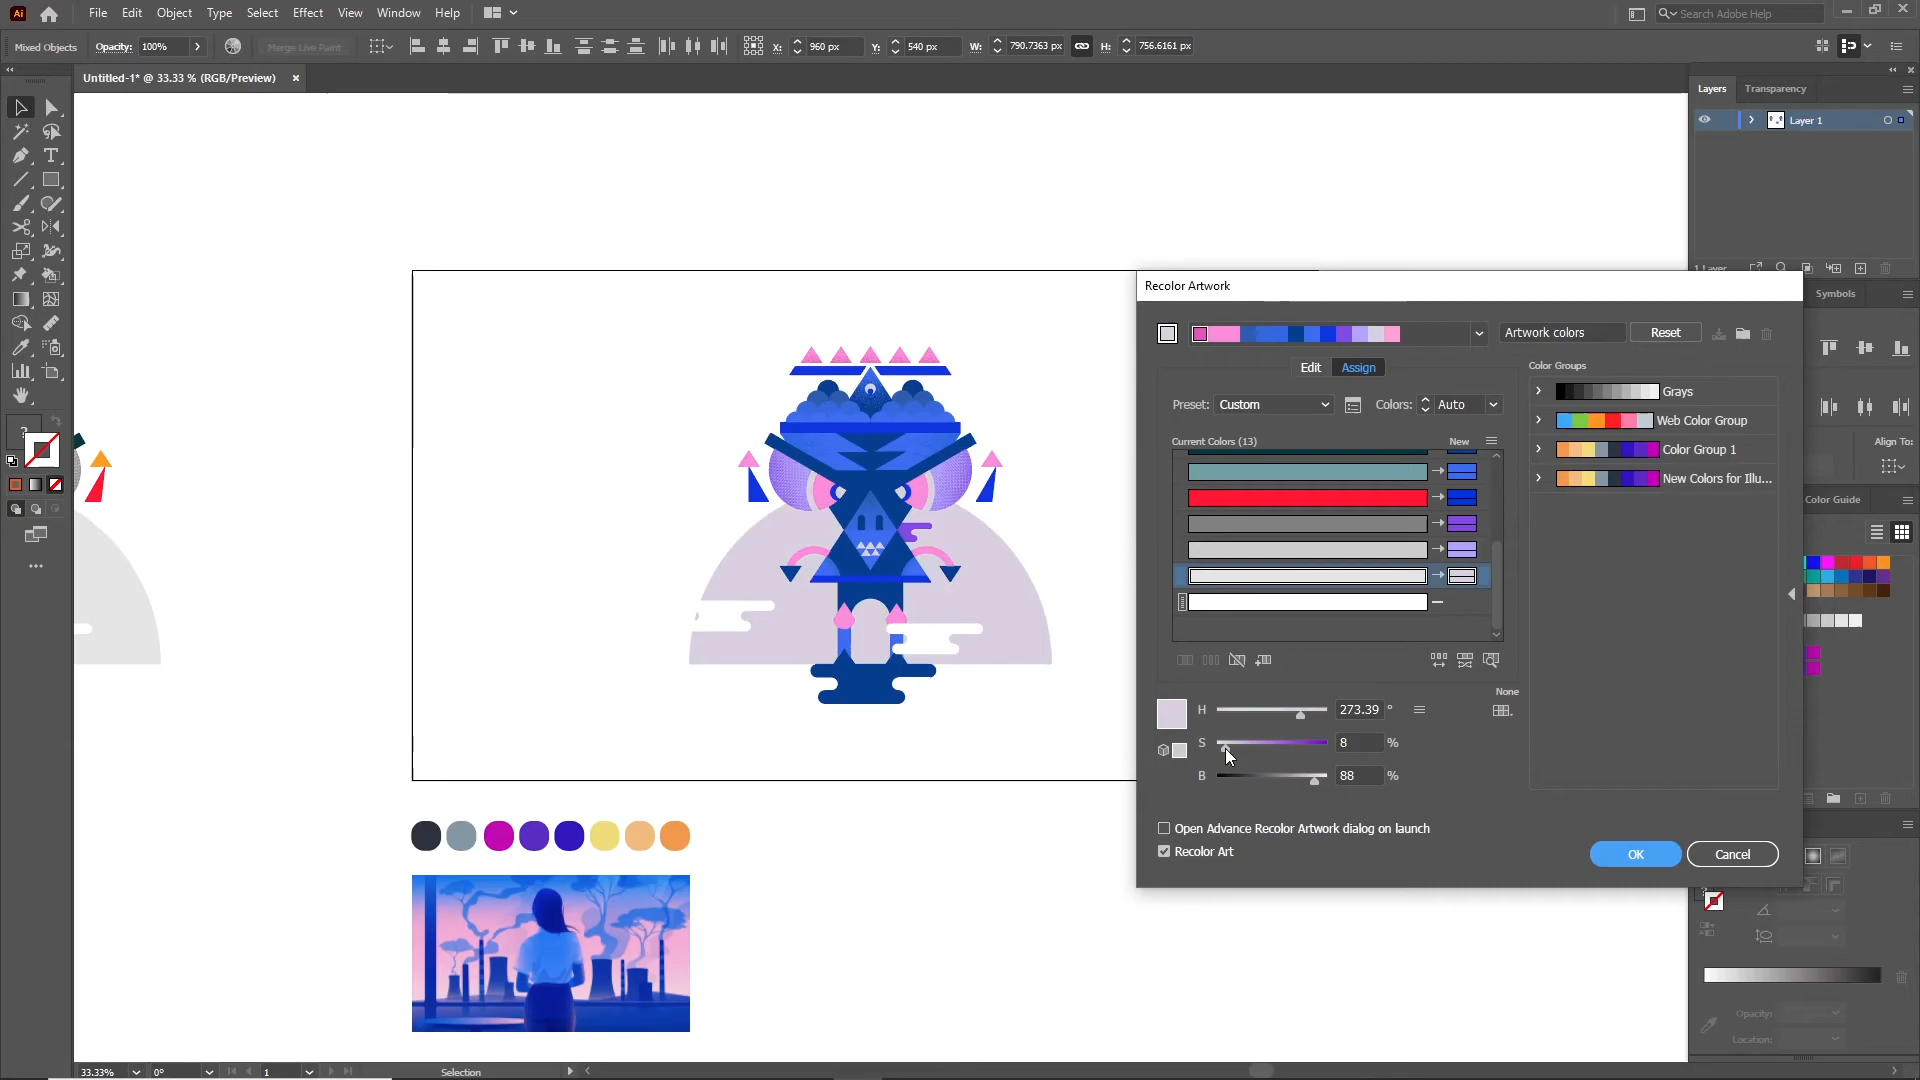 Ai File Edit Object Type Select Effect View Window Help Search Adobe Help
Mixed Objects Opacity: 100% Merge Live Paint X: 960 px Y: 540 px W: 790.7363 px H: 756.6161 px
Untitled-1* @ 33.33 % (RGB/Preview)
Layers Transparency
Layer 1
1 Layer
Symbols
Align To:
Color Guide
Recolor Artwork
Artwork colors Reset
Edit Assign
Color Groups
Preset: Custom Colors: Auto
Grays
Web Color Group
Color Group 1
New Colors for Illu...
Current Colors (13) New
None
H 273.39 °
S 8 %
B 88 %
Open Advance Recolor Artwork dialog on launch
Recolor Art
OK Cancel
Opacity:
Location:
33.33% 0° 1 Selection